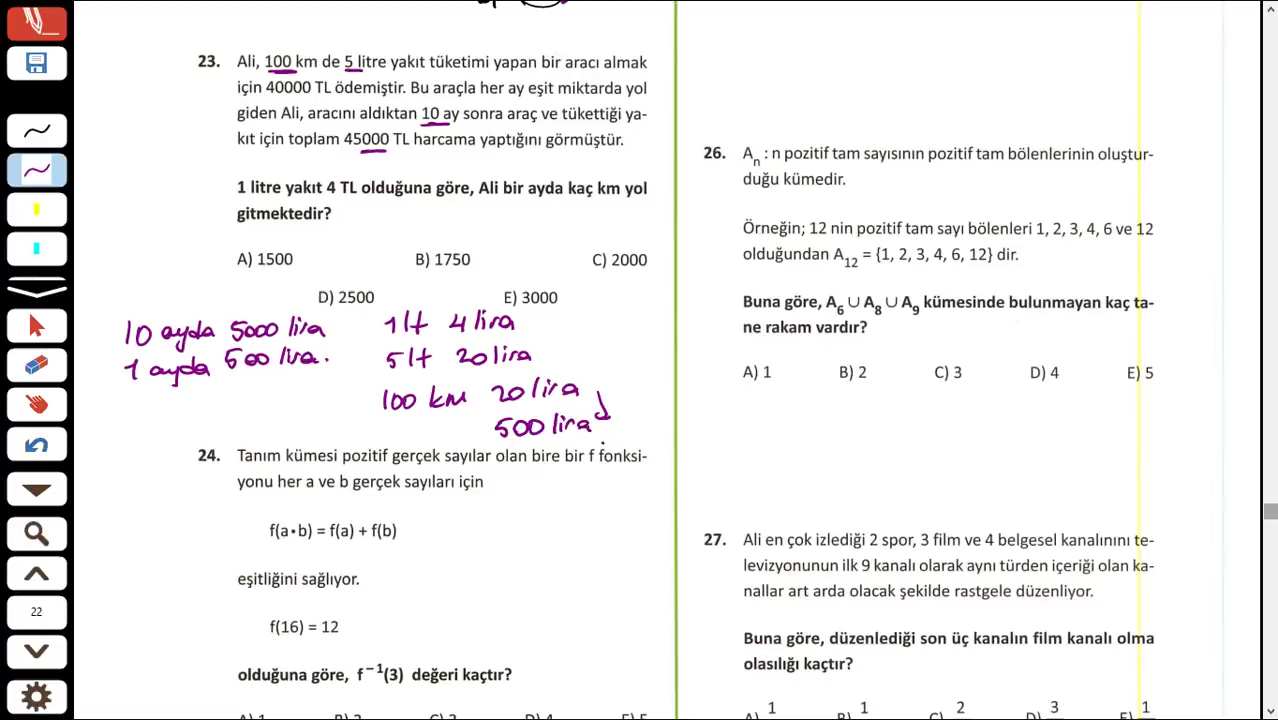 23. Ali, 100 km de 5 litre yakıt tüketimi yapan bir aracı almak
için 40000 TL ödemiştir. Bu araçla her ay eşit miktarda yol
giden Ali, aracını aldıktan 10 ay sonra araç ve tükettiği ya-
kıt için toplam 45000 TL harcama yaptığını görmüştür.
1 litre yakıt 4 TL olduğuna göre, Ali bir ayda kaç km yol
gitmektedir?
A) 1500 B) 1750 C) 2000
D) 2500 E) 3000
10 ayda 5000 lira
1 ayda 500 lira.
1 lt 4 lira
5 lt 20 lira
100 km 20 lira
500 lira
24. Tanım kümesi pozitif gerçek sayılar olan bire bir f fonksi-
yonu her a ve b gerçek sayıları için
f(a•b) = f(a) + f(b)
eşitliğini sağlıyor.
f(16) = 12
olduğuna göre, f⁻¹(3) değeri kaçtır?
26. Aₙ : n pozitif tam sayısının pozitif tam bölenlerinin oluştur-
duğu kümedir.
Örneğin; 12 nin pozitif tam sayı bölenleri 1, 2, 3, 4, 6 ve 12
olduğundan A₁₂ = {1, 2, 3, 4, 6, 12} dir.
Buna göre, A₆ ∪ A₈ ∪ A₉ kümesinde bulunmayan kaç ta-
ne rakam vardır?
A) 1 B) 2 C) 3 D) 4 E) 5
27. Ali en çok izlediği 2 spor, 3 film ve 4 belgesel kanalını te-
levizyonunun ilk 9 kanalı olarak aynı türden içeriği olan ka-
nallar art arda olacak şekilde rastgele düzenliyor.
Buna göre, düzenlediği son üç kanalın film kanalı olma
olasılığı kaçtır?
22